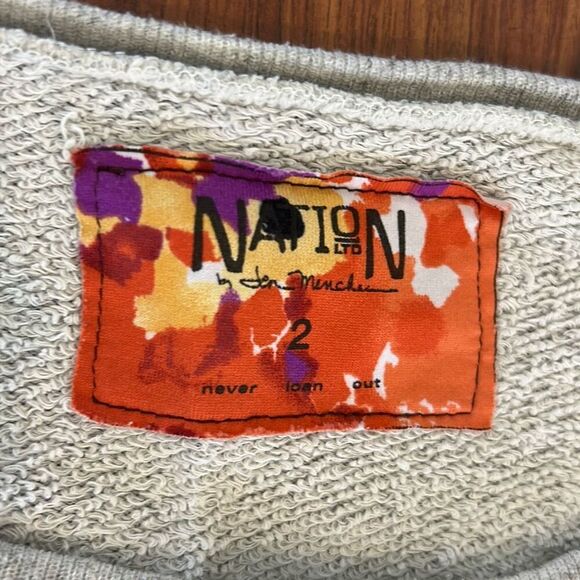 NATION
LTD
by Jen Menchaca
2
never loan out